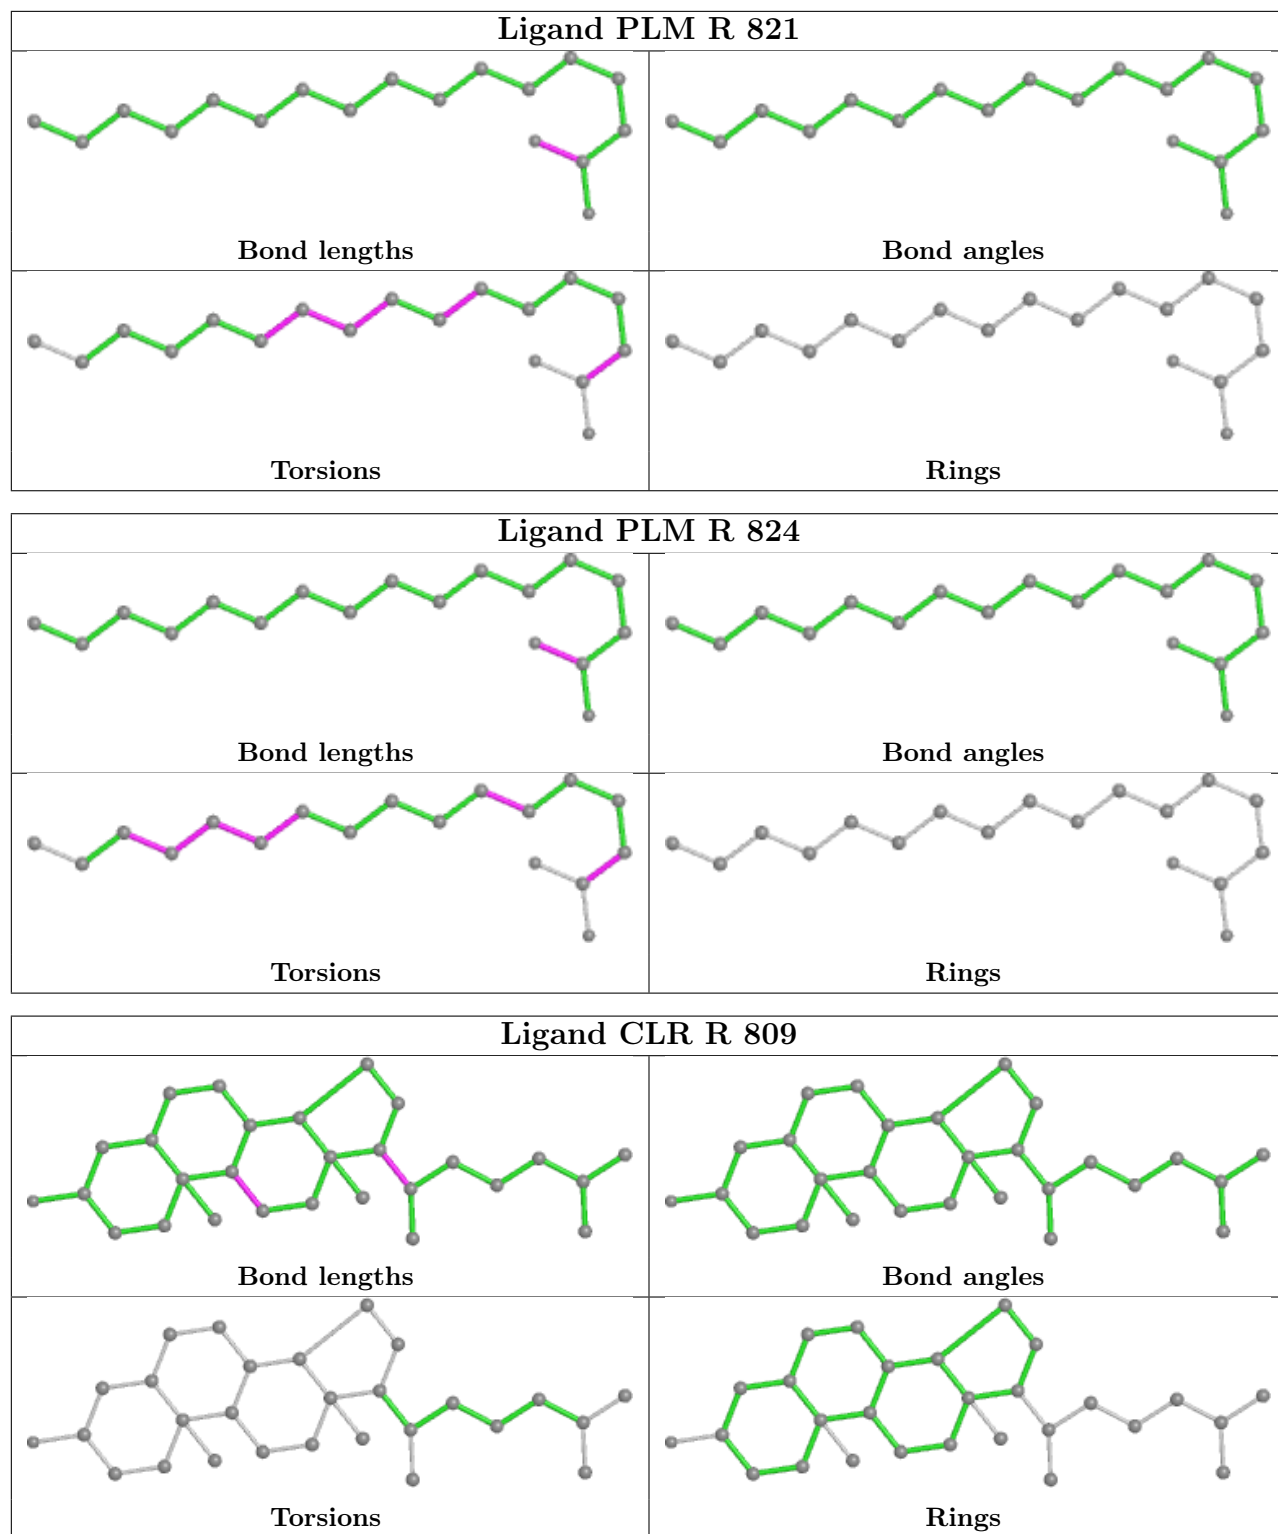 Ligand PLM R 821
Bond lengths
Bond angles
Torsions
Rings
Ligand PLM R 824
Bond lengths
Bond angles
Torsions
Rings
Ligand CLR R 809
Bond lengths
Bond angles
Torsions
Rings